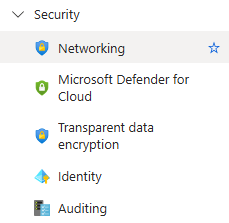 Security
Networking
Microsoft Defender for
Cloud
Transparent data
encryption
Identity
Auditing